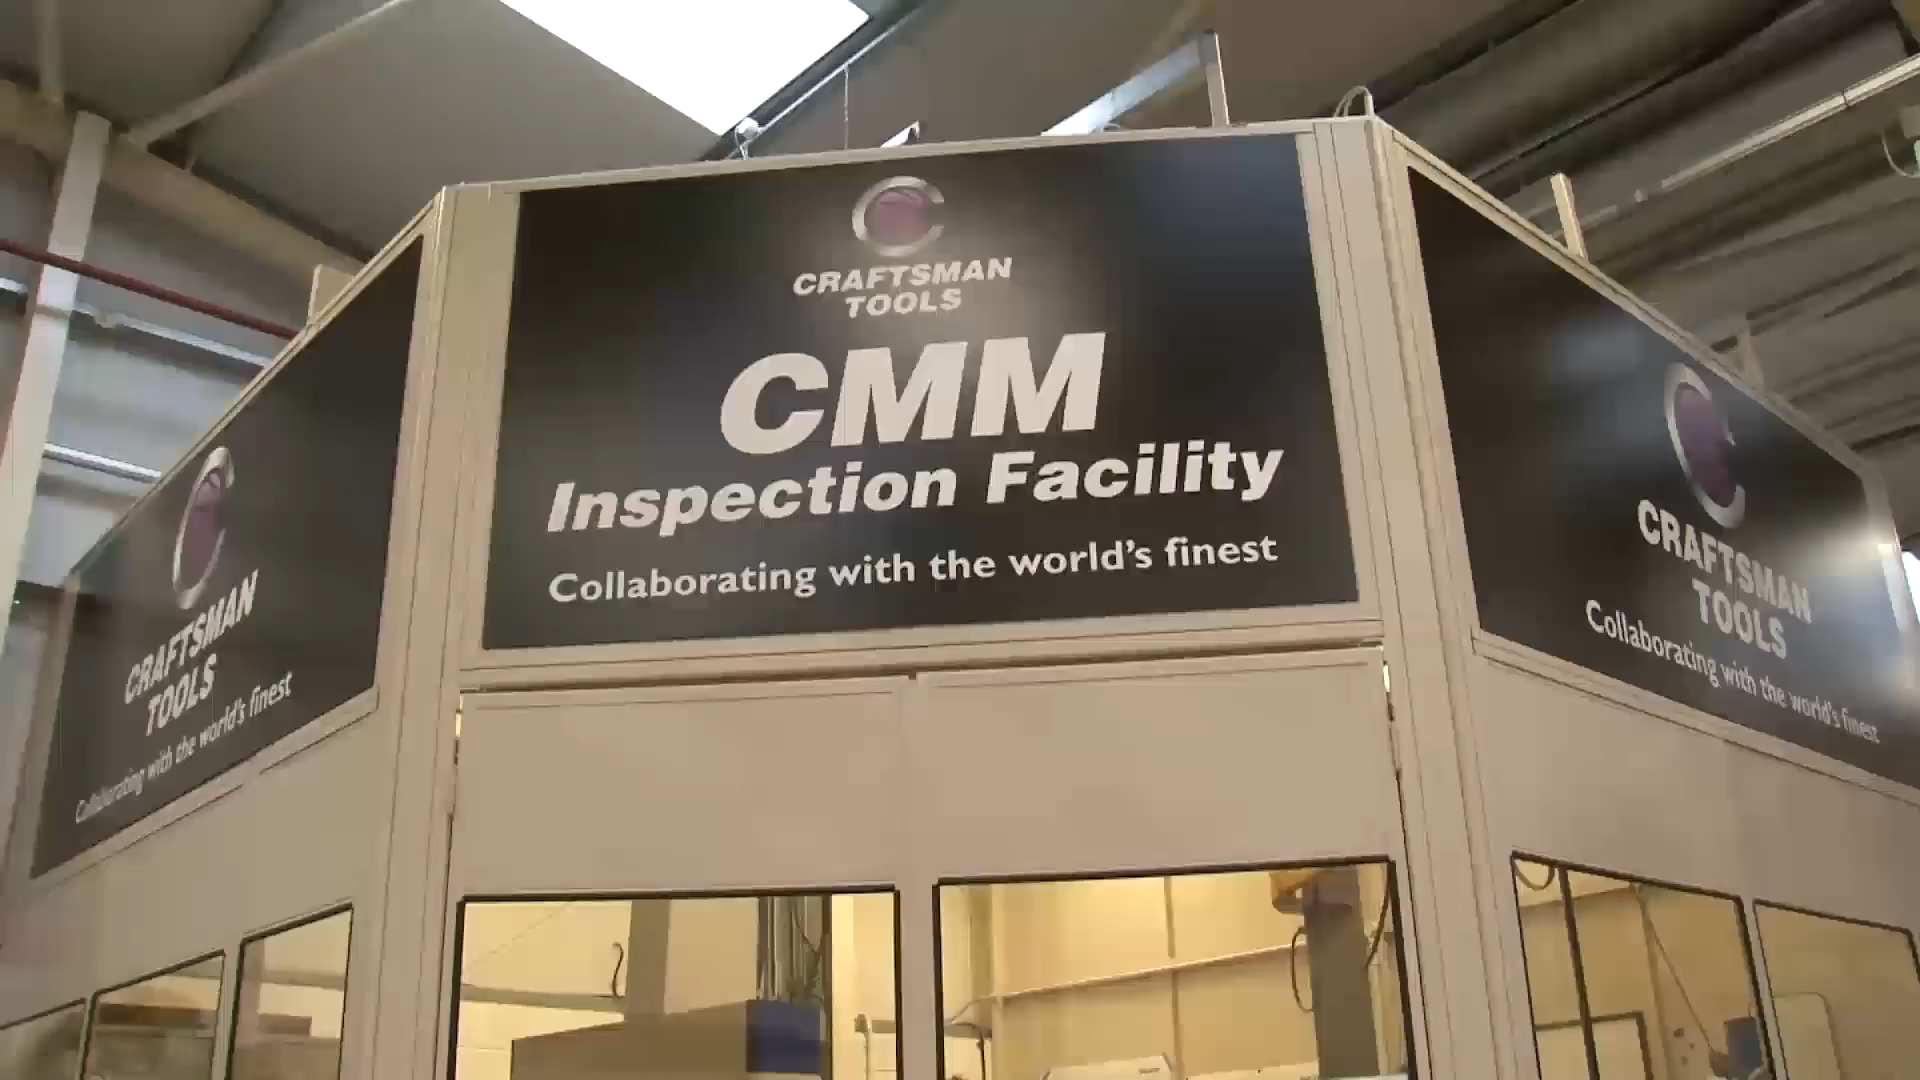 CRAFTSMAN
TOOLS
CMM
Inspection Facility
Collaborating with the world's finest
CRAFTSMAN
TOOLS
Collaborating with the world's finest
CRAFTSMAN
TOOLS
Collaborating with the world's finest